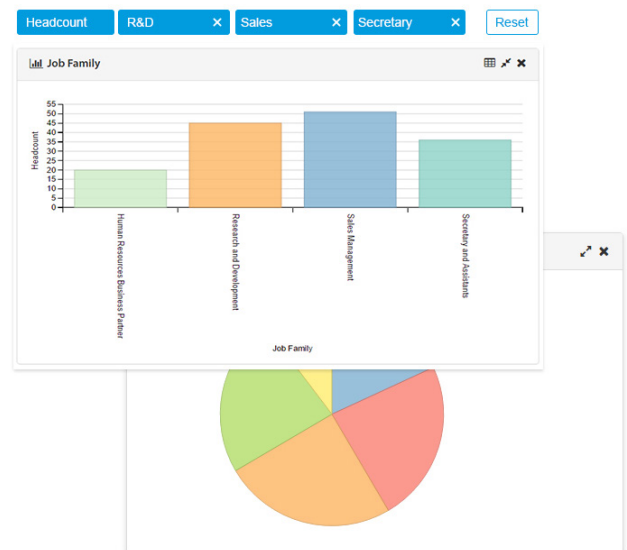 Headcount R&D × Sales × Secretary × Reset
Job Family
55
50
45
40
35
30
25
20
15
10
5
0
Headcount
Human Resources Business Partner
Research and Development
Sales Management
Secretary and Assistants
Job Family